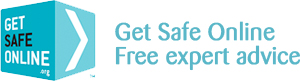 GET
SAFE
ONLINE
.org
Get Safe Online
Free expert advice